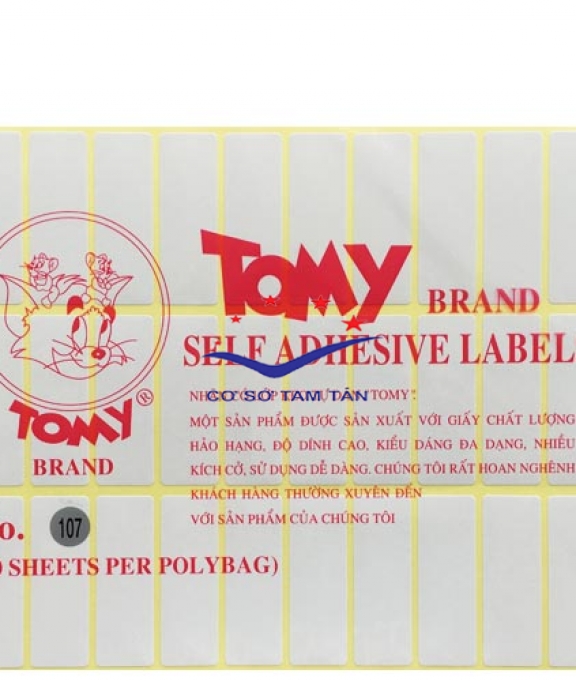 TOMY BRAND
SELF ADHESIVE LABEL
CƠ SỞ TAM TÂN
"TOMY".
MỘT SẢN PHẨM ĐƯỢC SẢN XUẤT VỚI GIẤY CHẤT LƯỢNG
HẢO HẠNG, ĐỘ DÍNH CAO, KIỂU DÁNG ĐA DẠNG, NHIỀU
KÍCH CỞ, SỬ DỤNG DỄ DÀNG. CHÚNG TÔI RẤT HOAN NGHÊNH
KHÁCH HÀNG THƯỜNG XUYÊN ĐẾN
VỚI SẢN PHẨM CỦA CHÚNG TÔI
TOMY ®
BRAND
o. 107
SHEETS PER POLYBAG)